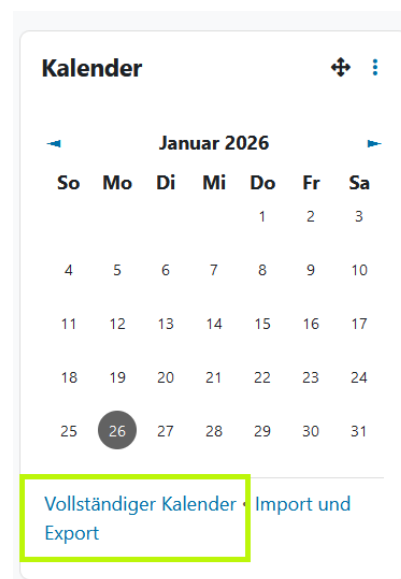 Kalender
Januar 2026
So Mo Di Mi Do Fr Sa
1 2 3
4 5 6 7 8 9 10
11 12 13 14 15 16 17
18 19 20 21 22 23 24
25 26 27 28 29 30 31
Vollständiger Kalender • Import und
Export